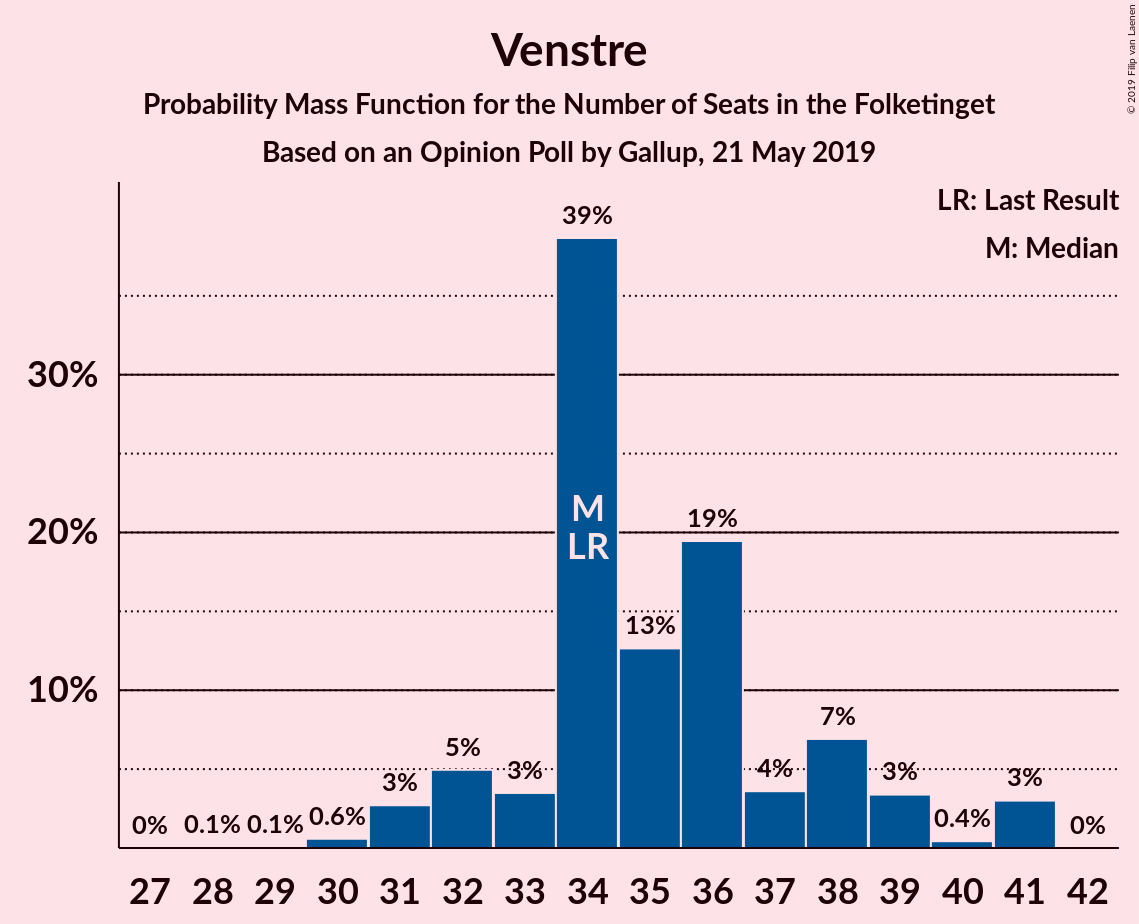 Venstre
Probability Mass Function for the Number of Seats in the Folketinget
Based on an Opinion Poll by Gallup, 21 May 2019
© 2019 Filip van Laenen
LR: Last Result
M: Median
30%
20%
10%
0%
0.1%
0.1%
0.6%
3%
5%
3%
39%
M
LR
13%
19%
4%
7%
3%
0.4%
3%
0%
27 28 29 30 31 32 33 34 35 36 37 38 39 40 41 42